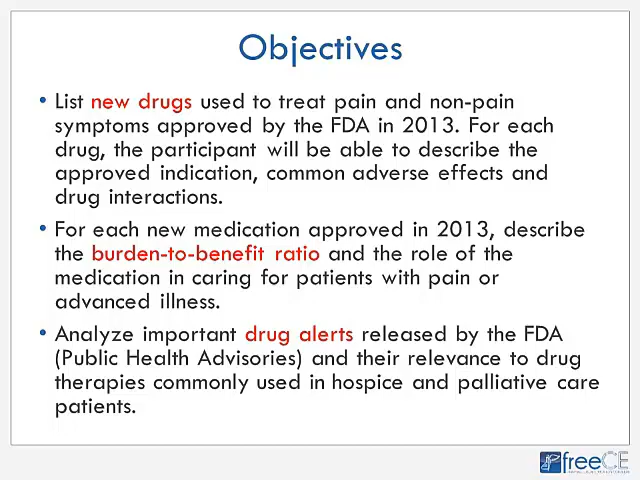 Objectives
• List new drugs used to treat pain and non-pain
symptoms approved by the FDA in 2013. For each
drug, the participant will be able to describe the
approved indication, common adverse effects and
drug interactions.
• For each new medication approved in 2013, describe
the burden-to-benefit ratio and the role of the
medication in caring for patients with pain or
advanced illness.
• Analyze important drug alerts released by the FDA
(Public Health Advisories) and their relevance to drug
therapies commonly used in hospice and palliative care
patients.
freeCE